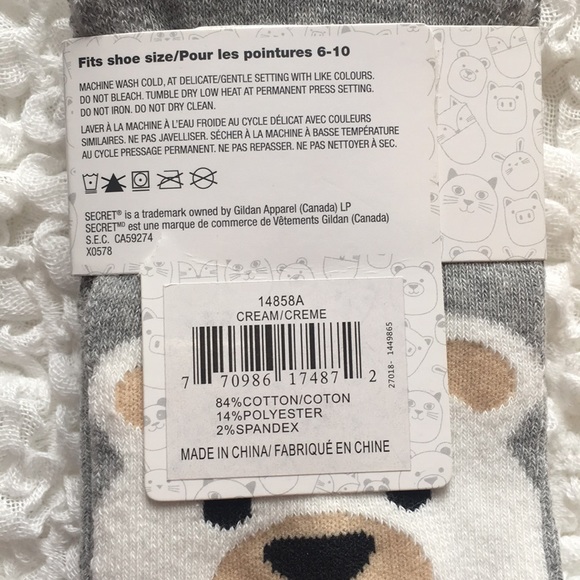 Fits shoe size/Pour les pointures 6-10
MACHINE WASH COLD, AT DELICATE/GENTLE SETTING WITH LIKE COLOURS.
DO NOT BLEACH. TUMBLE DRY LOW HEAT AT PERMANENT PRESS SETTING.
DO NOT IRON. DO NOT DRY CLEAN.
LAVER À LA MACHINE À L'EAU FROIDE AU CYCLE DÉLICAT AVEC COULEURS
SIMILAIRES. NE PAS JAVELLISER. SÉCHER À LA MACHINE À BASSE TEMPÉRATURE
AU CYCLE PRESSAGE PERMANENT. NE PAS REPASSER. NE PAS NETTOYER À SEC.
SECRET® is a trademark owned by Gildan Apparel (Canada) LP
SECRETMD est une marque de commerce de Vêtements Gildan (Canada)
S.E.C. CA59274
X0578
14858A
CREAM/CREME
7 70986 17487 2
27018- 1449865
84%COTTON/COTON
14%POLYESTER
2%SPANDEX
MADE IN CHINA/ FABRIQUÉ EN CHINE